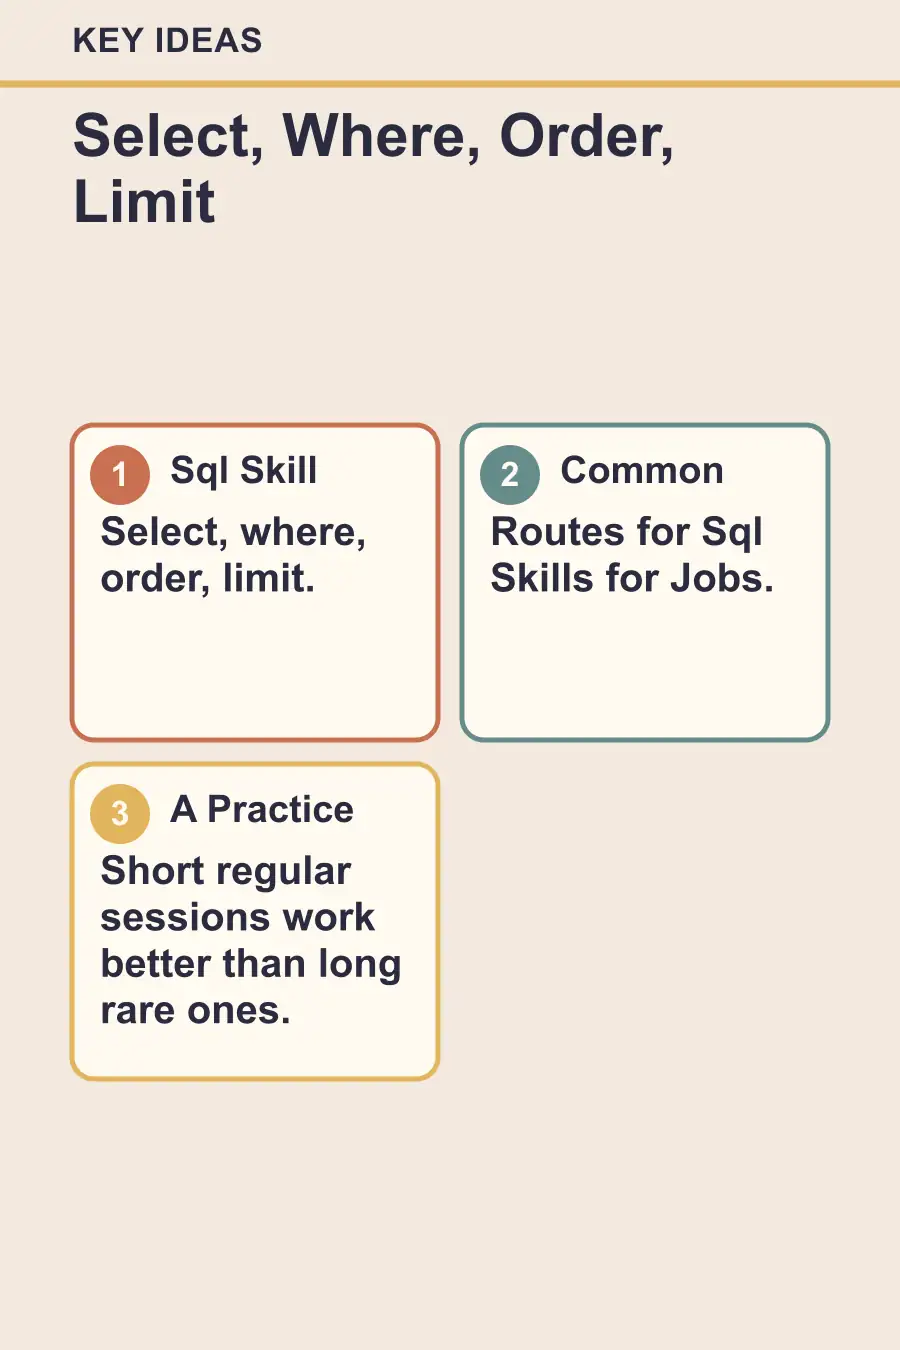 KEY IDEAS
Select, Where, Order,
Limit
1 Sql Skill
Select, where,
order, limit.
2 Common
Routes for Sql
Skills for Jobs.
3 A Practice
Short regular
sessions work
better than long
rare ones.